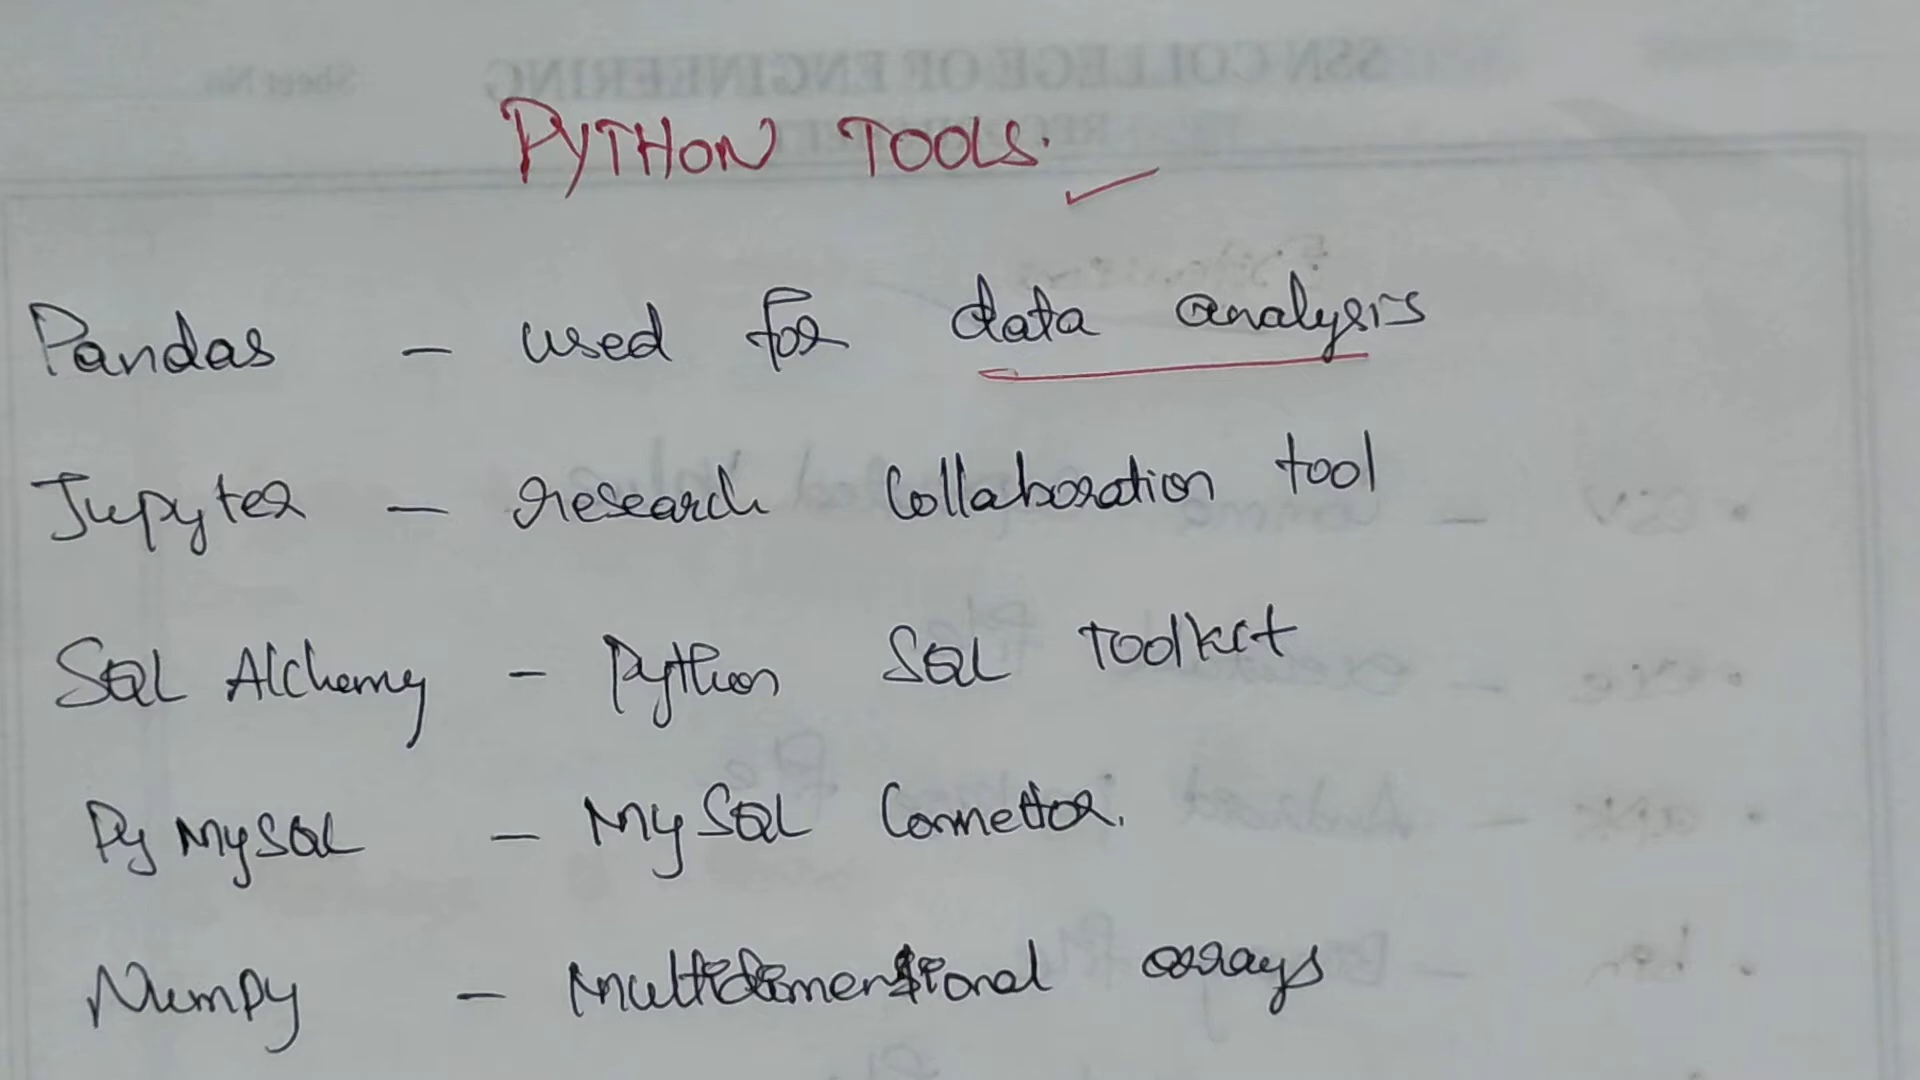 PYTHON TOOLS.
Pandas - used for data analysis
Jupyter - research Collaboration tool
SQL Alchemy - Python SQL Toolkit
Py MySQL - MySQL Connettor.
Numpy - Multidimensional arrays